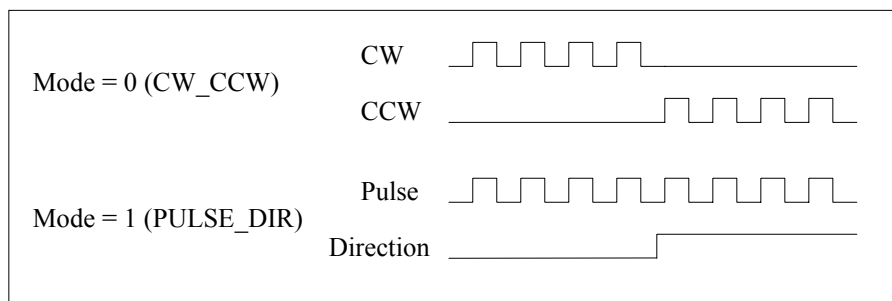 CW
Mode = 0 (CW_CCW)
CCW
Pulse
Mode = 1 (PULSE_DIR)
Direction